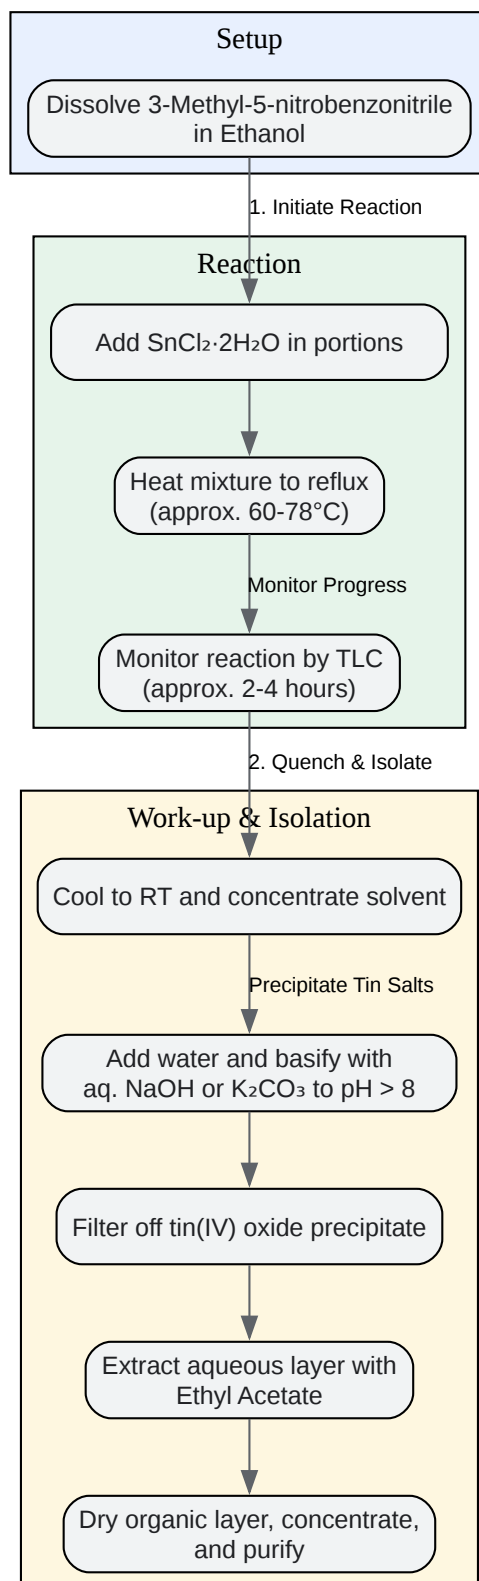 Setup
Dissolve 3-Methyl-5-nitrobenzonitrile
in Ethanol
1. Initiate Reaction
Reaction
Add SnCl₂·2H₂O in portions
Heat mixture to reflux
(approx. 60-78°C)
Monitor Progress
Monitor reaction by TLC
(approx. 2-4 hours)
2. Quench & Isolate
Work-up & Isolation
Cool to RT and concentrate solvent
Precipitate Tin Salts
Add water and basify with
aq. NaOH or K₂CO₃ to pH > 8
Filter off tin(IV) oxide precipitate
Extract aqueous layer with
Ethyl Acetate
Dry organic layer, concentrate,
and purify